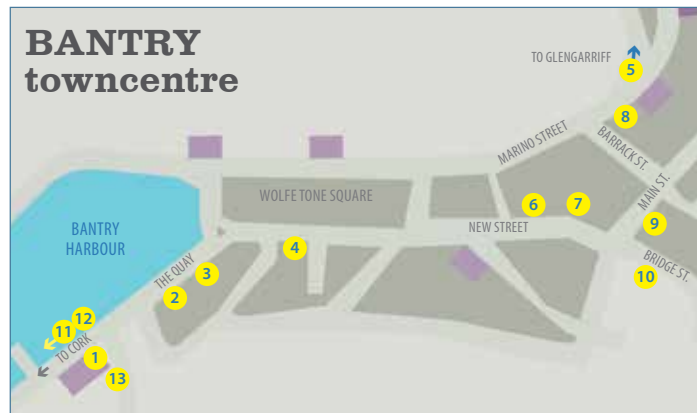 BANTRY
towncentre
TO GLENGARRIFF
5
8
MARINO STREET
BARRACK ST.
MAIN ST.
WOLFE TONE SQUARE
6
7
NEW STREET
9
BANTRY
HARBOUR
4
THE QUAY
3
2
BRIDGE ST.
10
12
11
TO CORK
1
13